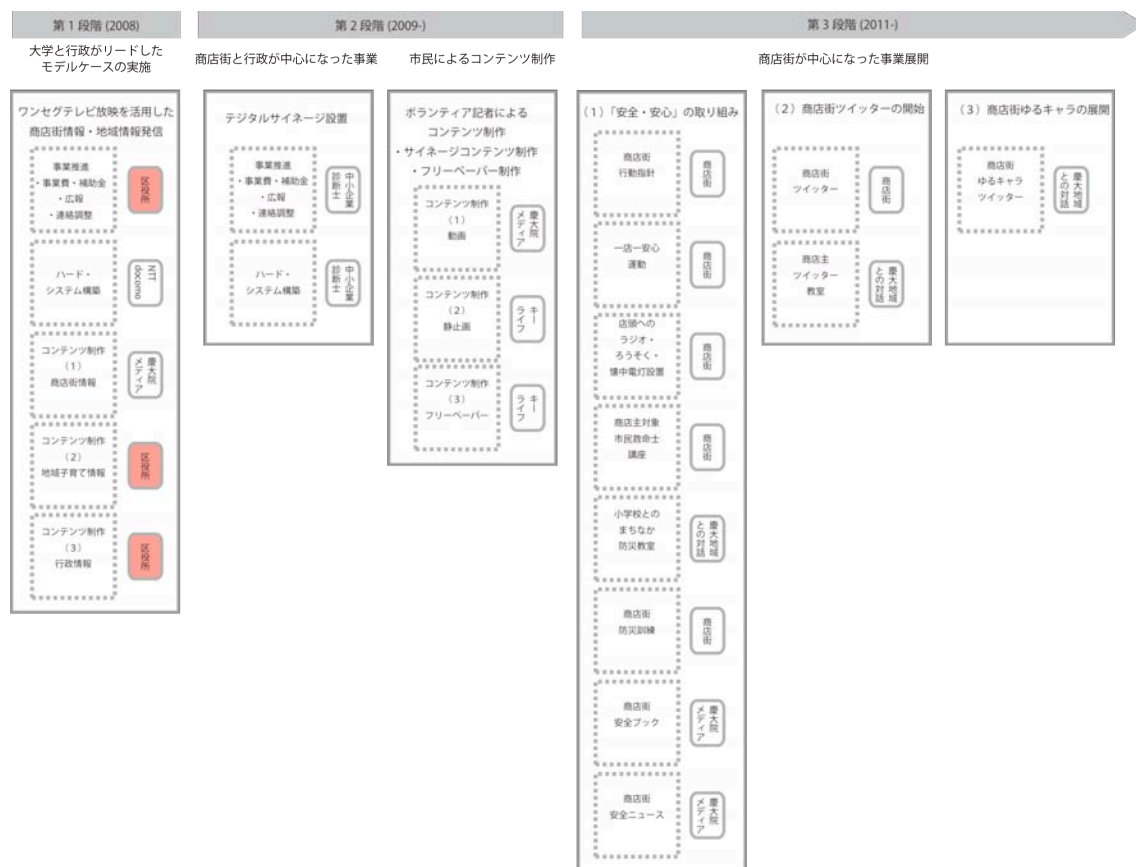 第 1 段階 (2008)
第 2 段階 (2009-)
第 3 段階 (2011-)
大学と行政がリードした
モデルケースの実施
商店街と行政が中心になった事業
市民によるコンテンツ制作
商店街が中心になった事業展開
ワンセグテレビ放映を活用した
商店街情報・地域情報発信
事業推進
・事業費・補助金
・広報
・連絡調整
区役所
ハード・
システム構築
NTT
docomo
コンテンツ制作
（1）
商店街情報
慶大院
メディア
コンテンツ制作
（2）
地域子育て情報
区役所
コンテンツ制作
（3）
行政情報
区役所
デジタルサイネージ設置
事業推進
・事業費・補助金
・広報
・連絡調整
中小企業
診断士
ハード・
システム構築
中小企業
診断士
ボランティア記者による
コンテンツ制作
・サイネージコンテンツ制作
・フリーペーパー制作
コンテンツ制作
（1）
動画
慶大院
メディア
コンテンツ制作
（2）
静止画
キー
ライフ
コンテンツ制作
（3）
フリーペーパー
キー
ライフ
（1）「安全・安心」の取り組み
商店街
行動指針
商店街
一店一安心
運動
商店街
店頭への
ラジオ・
ろうそく・
懐中電灯設置
商店街
商店主対象
市民救命士
講座
商店街
小学校との
まちなか
防災教室
慶大地域
との対話
商店街
防災訓練
商店街
商店街
安全ブック
慶大院
メディア
商店街
安全ニュース
慶大院
メディア
（2）商店街ツイッターの開始
商店街
ツイッター
商店街
商店主
ツイッター
教室
慶大地域
との対話
（3）商店街ゆるキャラの展開
商店街
ゆるキャラ
ツイッター
慶大地域
との対話